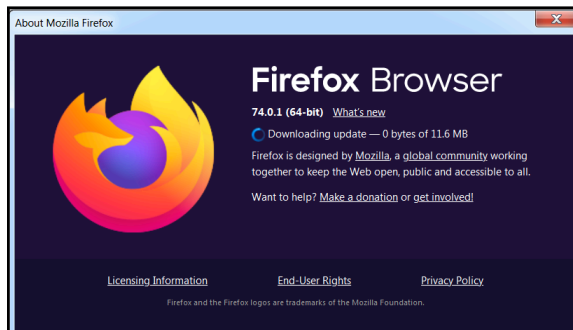 About Mozilla Firefox
Firefox Browser
74.0.1 (64-bit) What's new
Downloading update — 0 bytes of 11.6 MB
Firefox is designed by Mozilla, a global community working
together to keep the Web open, public and accessible to all.
Want to help? Make a donation or get involved!
Licensing Information End-User Rights Privacy Policy
Firefox and the Firefox logos are trademarks of the Mozilla Foundation.